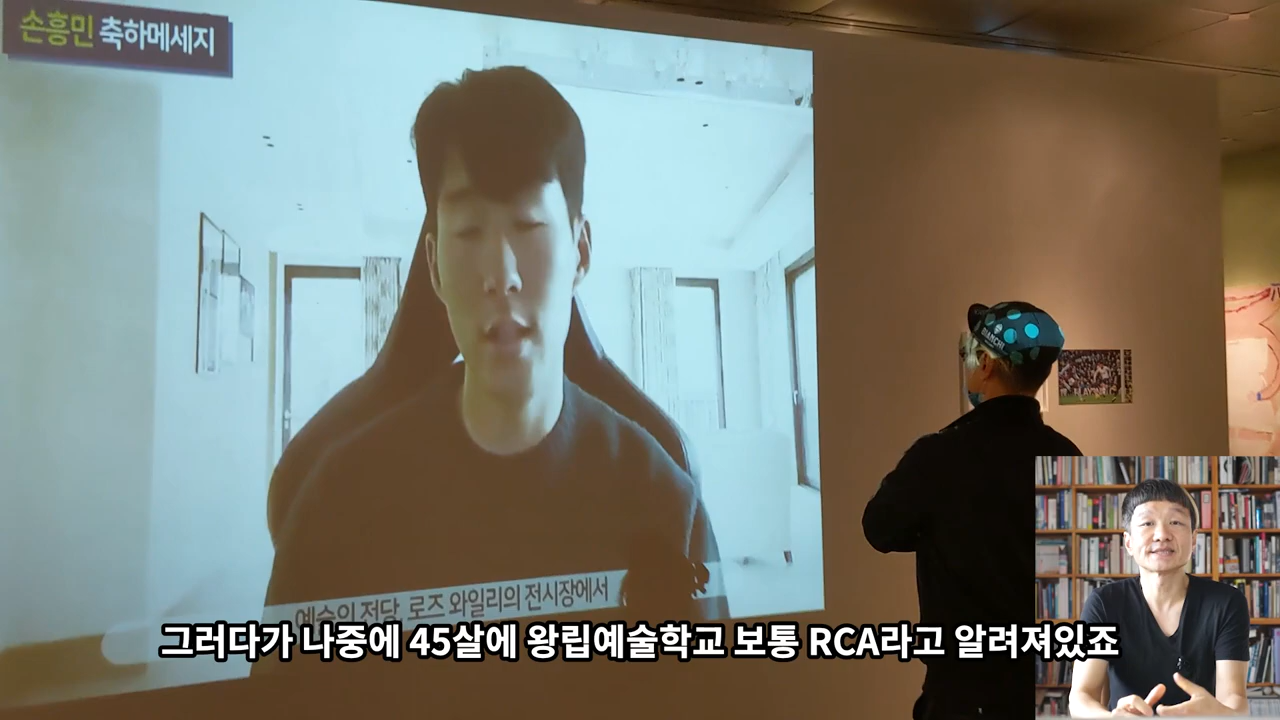 손흥민 축하메세지
예술의 전당, 로즈 와일리의 전시장에서
BIANCHI
그러다가 나중에 45살에 왕립예술학교 보통 RCA라고 알려져있죠